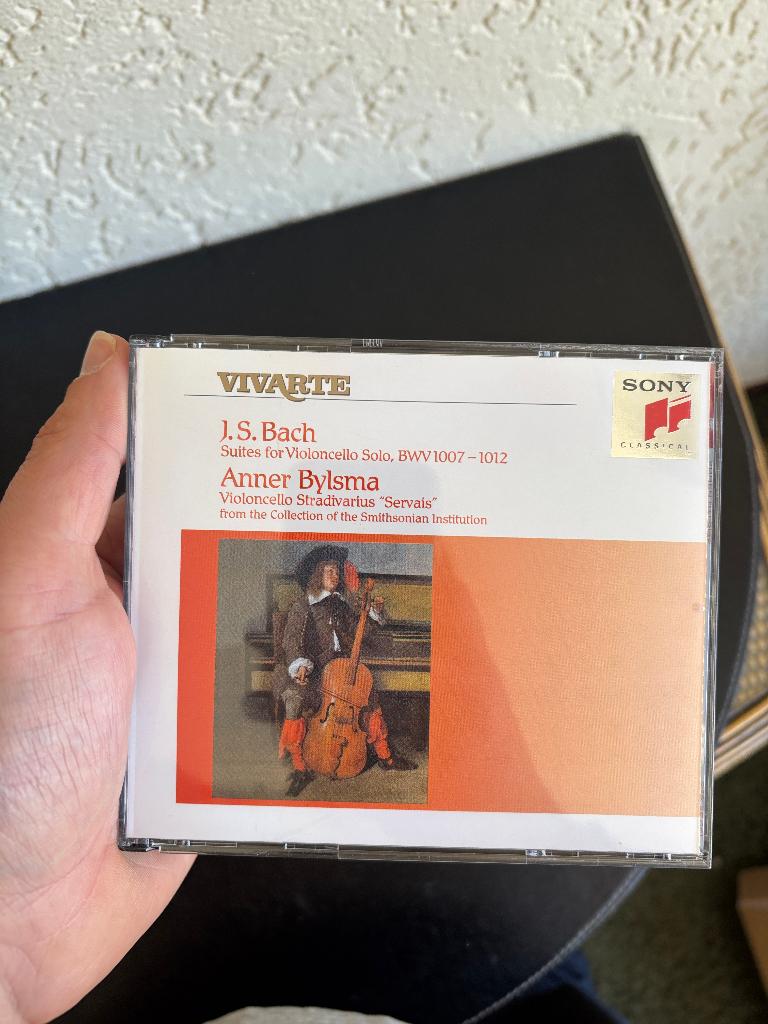 VIVARTE
SONY
CLASSICAL
J.S. Bach
Suites for Violoncello Solo, BWV 1007 – 1012
Anner Bylsma
Violoncello Stradivarius "Servais"
from the Collection of the Smithsonian Institution